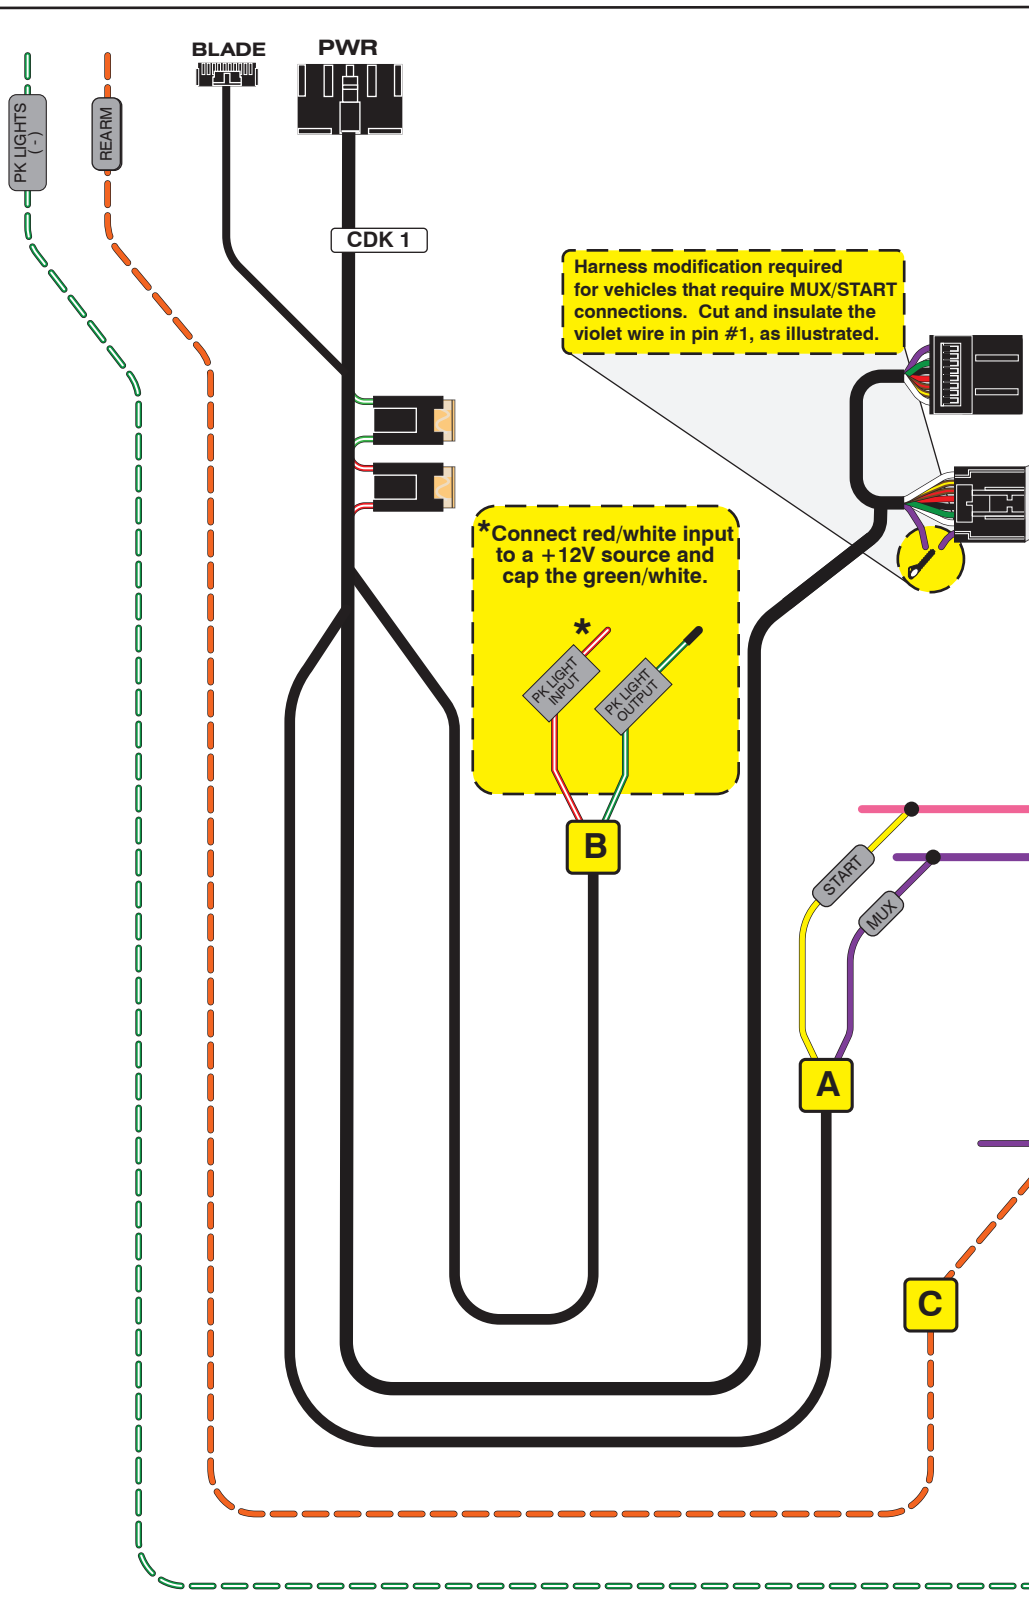 BLADE
PWR
PK LIGHTS
( - )
REARM
CDK 1
Harness modification required
for vehicles that require MUX/START
connections. Cut and insulate the
violet wire in pin #1, as illustrated.
*Connect red/white input
to a +12V source and
cap the green/white.
*
PK LIGHT
INPUT
PK LIGHT
OUTPUT
B
START
MUX
A
C